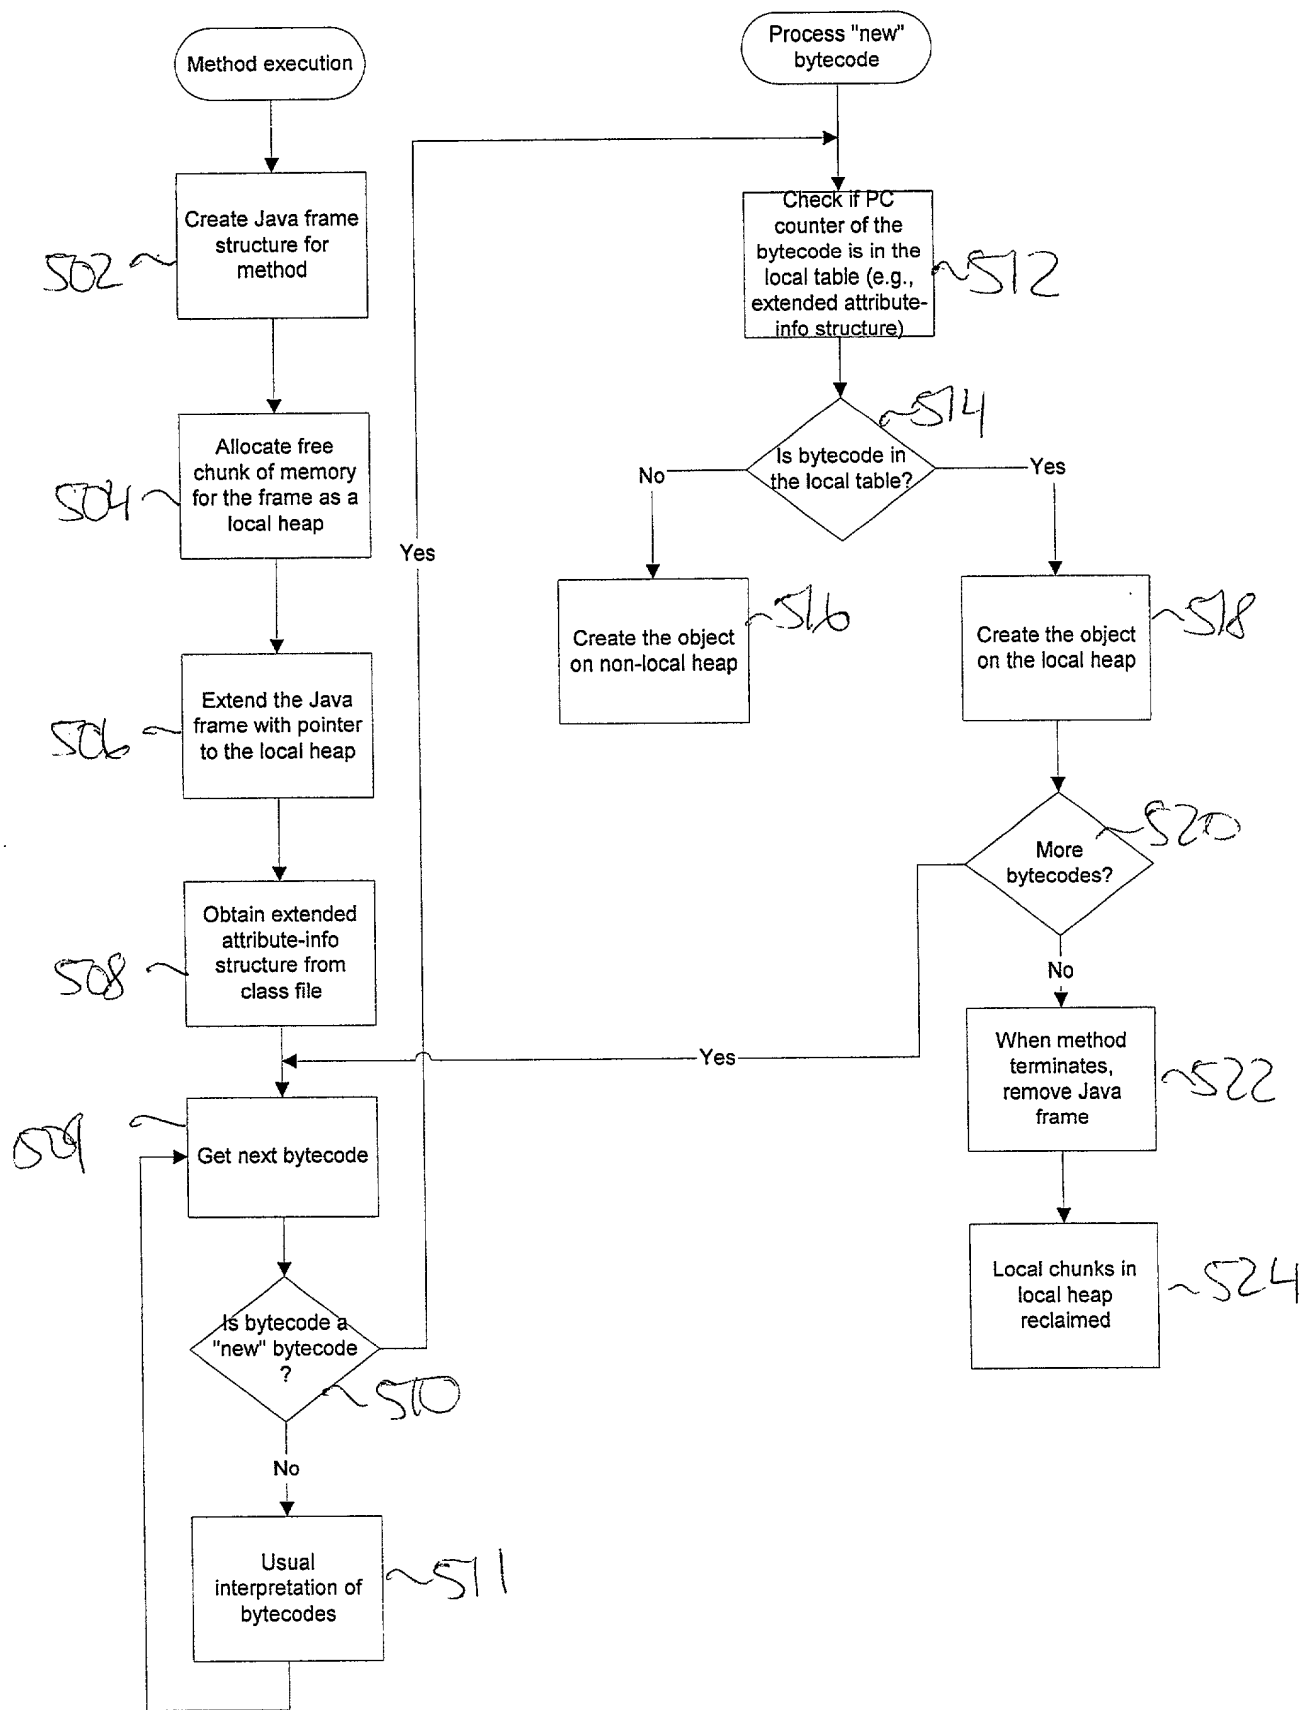 Method execution
Create Java frame
structure for
method
502
Allocate free
chunk of memory
for the frame as a
local heap
504
Extend the Java
frame with pointer
to the local heap
506
Obtain extended
attribute-info
structure from
class file
508
Get next bytecode
509
Is bytecode a
"new" bytecode
?
510
Yes
No
Usual
interpretation of
bytecodes
511
Process "new"
bytecode
Check if PC
counter of the
bytecode is in the
local table (e.g.,
extended attribute-
info structure)
512
Is bytecode in
the local table?
514
No
Yes
Create the object
on non-local heap
516
Create the object
on the local heap
518
More
bytecodes?
520
Yes
No
When method
terminates,
remove Java
frame
522
Local chunks in
local heap
reclaimed
524